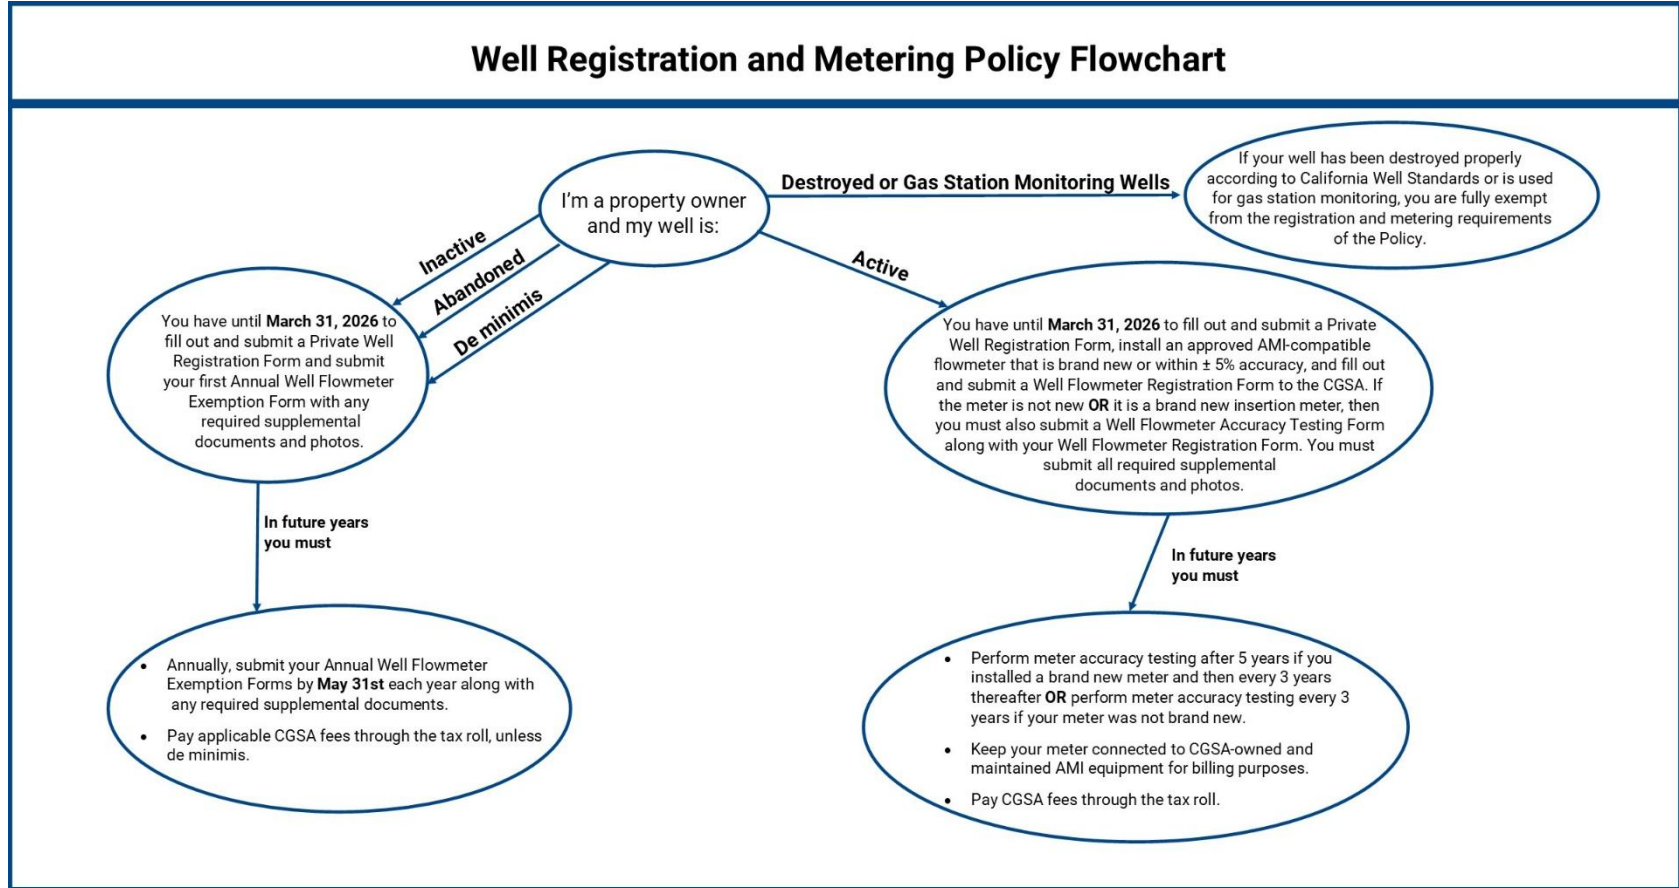 Well Registration and Metering Policy Flowchart
I'm a property owner
and my well is:
Destroyed or Gas Station Monitoring Wells
If your well has been destroyed properly
according to California Well Standards or is used
for gas station monitoring, you are fully exempt
from the registration and metering requirements
of the Policy.
Inactive
Abandoned
De minimis
Active
You have until March 31, 2026 to
fill out and submit a Private Well
Registration Form and submit
your first Annual Well Flowmeter
Exemption Form with any
required supplemental
documents and photos.
You have until March 31, 2026 to fill out and submit a Private
Well Registration Form, install an approved AMI-compatible
flowmeter that is brand new or within ± 5% accuracy, and fill out
and submit a Well Flowmeter Registration Form to the CGSA. If
the meter is not new OR it is a brand new insertion meter, then
you must also submit a Well Flowmeter Accuracy Testing Form
along with your Well Flowmeter Registration Form. You must
submit all required supplemental
documents and photos.
In future years
you must
In future years
you must
• Annually, submit your Annual Well Flowmeter
Exemption Forms by May 31st each year along with
any required supplemental documents.
• Pay applicable CGSA fees through the tax roll, unless
de minimis.
• Perform meter accuracy testing after 5 years if you
installed a brand new meter and then every 3 years
thereafter OR perform meter accuracy testing every 3
years if your meter was not brand new.
• Keep your meter connected to CGSA-owned and
maintained AMI equipment for billing purposes.
• Pay CGSA fees through the tax roll.